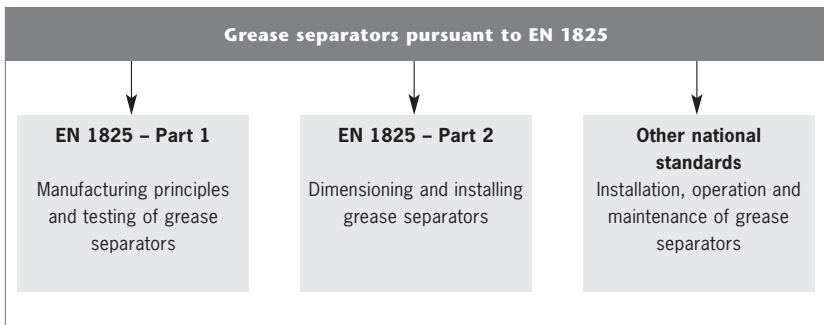 Grease separators pursuant to EN 1825
EN 1825 – Part 1
Manufacturing principles
and testing of grease
separators
EN 1825 – Part 2
Dimensioning and installing
grease separators
Other national
standards
Installation, operation and
maintenance of grease
separators